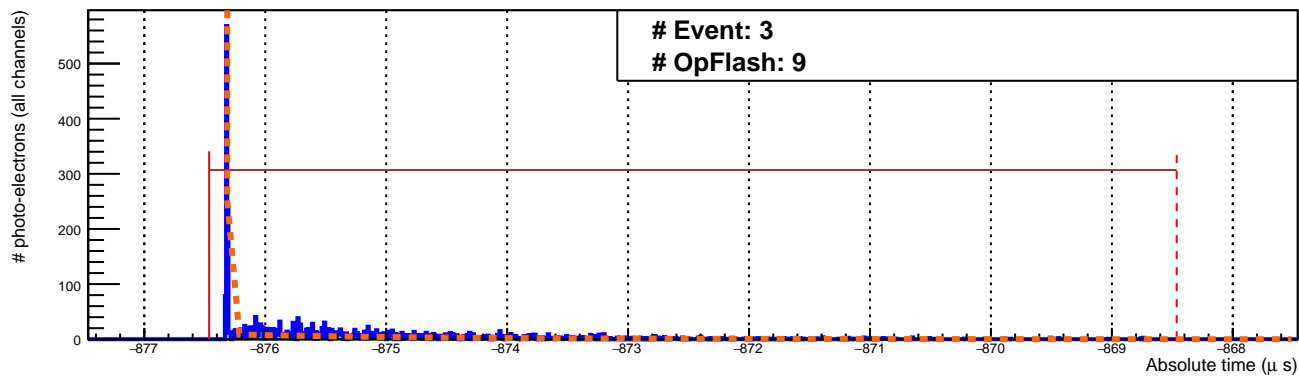 # Event: 3
# OpFlash: 9
# photo-electrons (all channels)
500
400
300
200
100
0
−877 −876 −875 −874 −873 −872 −871 −870 −869 −868
Absolute time (μ s)